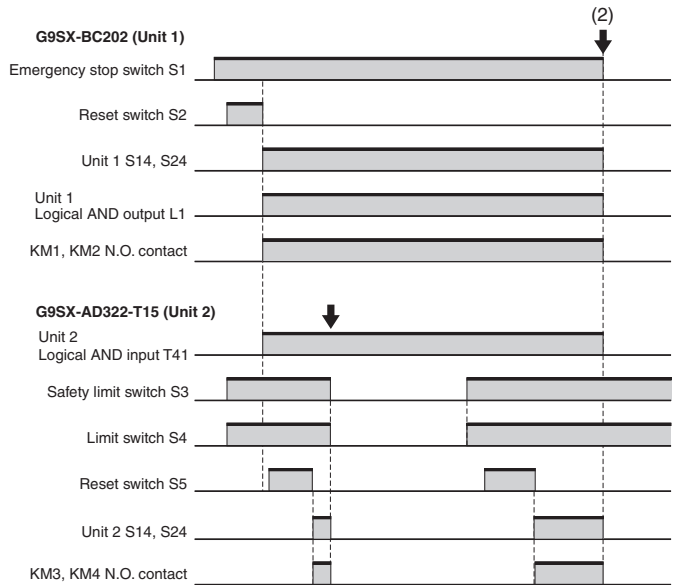 (2)
G9SX-BC202 (Unit 1)
Emergency stop switch S1
Reset switch S2
Unit 1 S14, S24
Unit 1
Logical AND output L1
KM1, KM2 N.O. contact
G9SX-AD322-T15 (Unit 2)
Unit 2
Logical AND input T41
Safety limit switch S3
Limit switch S4
Reset switch S5
Unit 2 S14, S24
KM3, KM4 N.O. contact